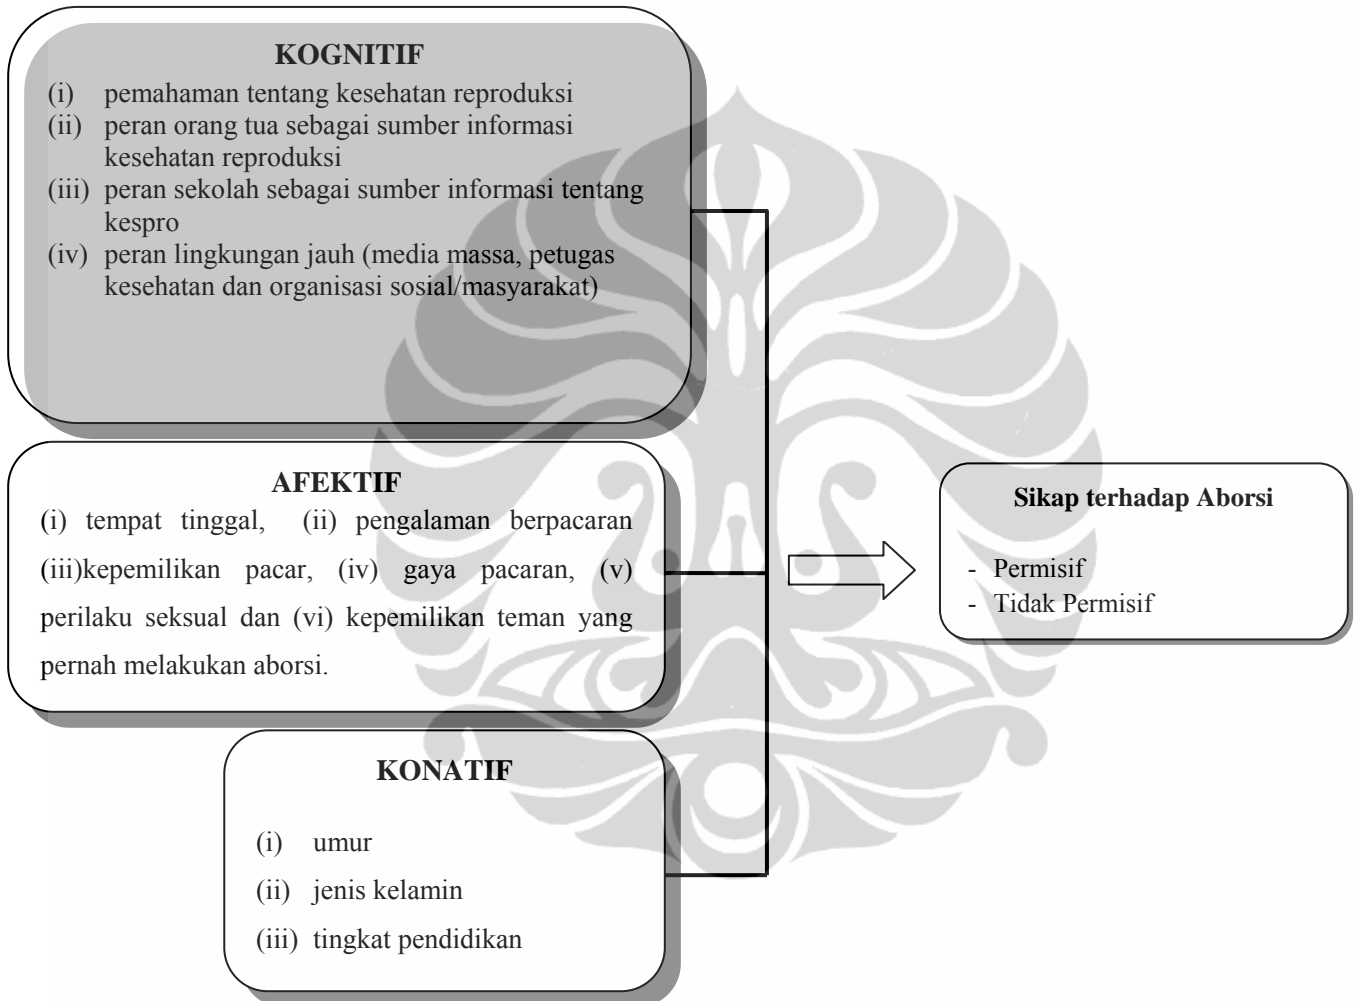 KOGNITIF
(i) pemahaman tentang kesehatan reproduksi
(ii) peran orang tua sebagai sumber informasi
kesehatan reproduksi
(iii) peran sekolah sebagai sumber informasi tentang
kespro
(iv) peran lingkungan jauh (media massa, petugas
kesehatan dan organisasi sosial/masyarakat)
AFEKTIF
(i) tempat tinggal, (ii) pengalaman berpacaran
(iii)kepemilikan pacar, (iv) gaya pacaran, (v)
perilaku seksual dan (vi) kepemilikan teman yang
pernah melakukan aborsi.
KONATIF
(i) umur
(ii) jenis kelamin
(iii) tingkat pendidikan
Sikap terhadap Aborsi
- Permisif
- Tidak Permisif